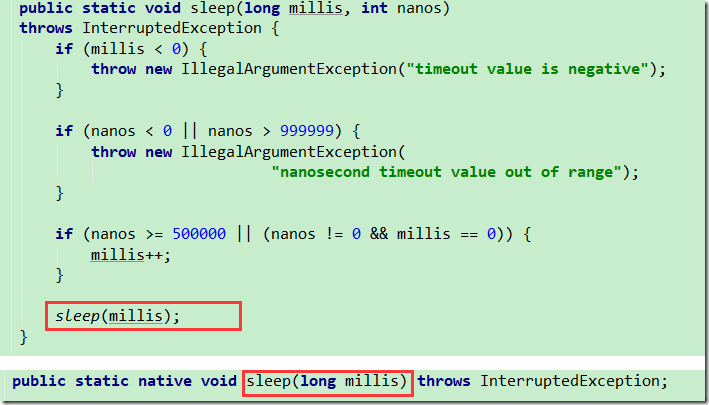 public static void sleep(long millis, int nanos)
throws InterruptedException {
    if (millis < 0) {
        throw new IllegalArgumentException("timeout value is negative");
    }
    if (nanos < 0 || nanos > 999999) {
        throw new IllegalArgumentException(
                            "nanosecond timeout value out of range");
    }
    if (nanos >= 500000 || (nanos != 0 && millis == 0)) {
        millis++;
    }
    sleep(millis);
}
public static native void sleep(long millis) throws InterruptedException;